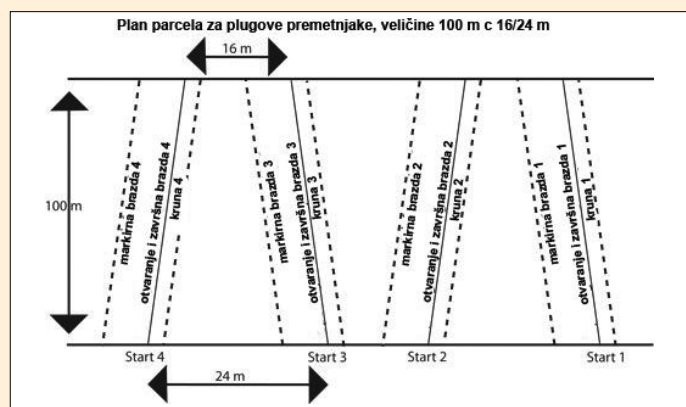 Plan parcela za plugove premetnjake, veličine 100 m c 16/24 m
16 m
100 m
markirna brazda 4
otvaranje i završna brazda 4
kruna 4
markirna brazda 3
otvaranje i završna brazda 3
kruna 3
markirna brazda 2
otvaranje i završna brazda 2
kruna 2
markirna brazda 1
otvaranje i završna brazda 1
kruna 1
Start 4
Start 3
Start 2
Start 1
24 m